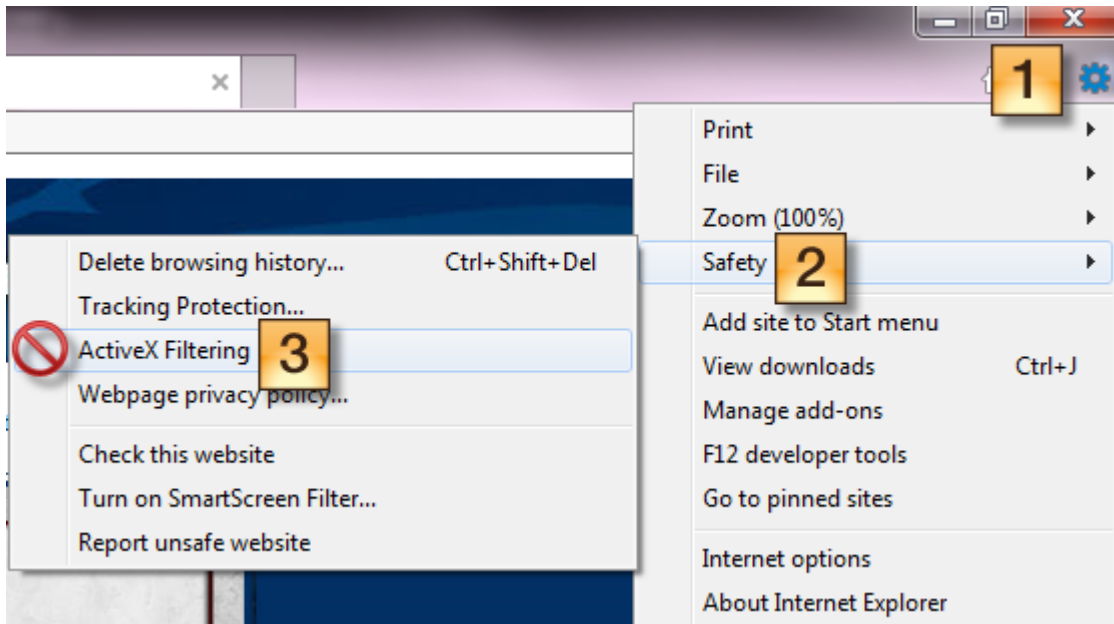 1
Print
File
Zoom (100%)
Safety 2
Delete browsing history... Ctrl+Shift+Del
Tracking Protection...
ActiveX Filtering 3
Webpage privacy policy...
Check this website
Turn on SmartScreen Filter...
Report unsafe website
Add site to Start menu
View downloads Ctrl+J
Manage add-ons
F12 developer tools
Go to pinned sites
Internet options
About Internet Explorer